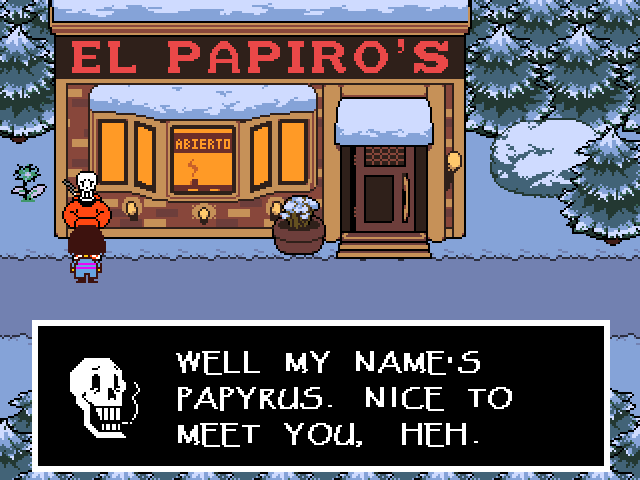 EL PAPIRO'S
ABIERTO
WELL MY NAME'S
PAPYRUS. NICE TO
MEET YOU, HEH.